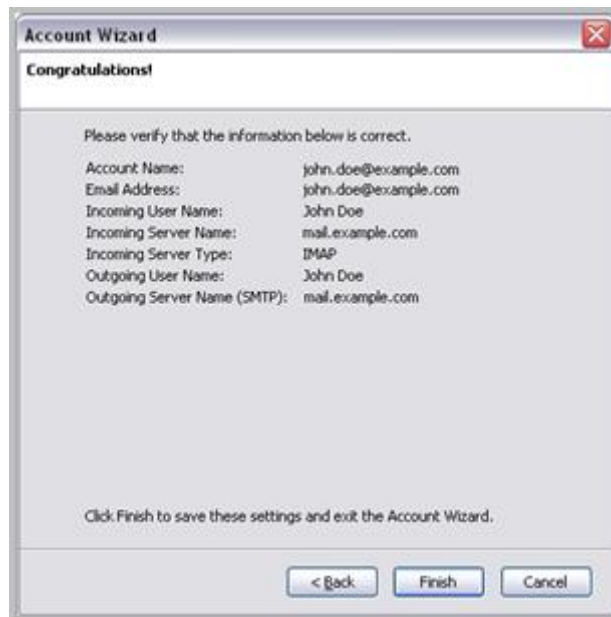 Account Wizard
Congratulations!
Please verify that the information below is correct.
Account Name: john.doe@example.com
Email Address: john.doe@example.com
Incoming User Name: John Doe
Incoming Server Name: mail.example.com
Incoming Server Type: IMAP
Outgoing User Name: John Doe
Outgoing Server Name (SMTP): mail.example.com
Click Finish to save these settings and exit the Account Wizard.
< Back Finish Cancel